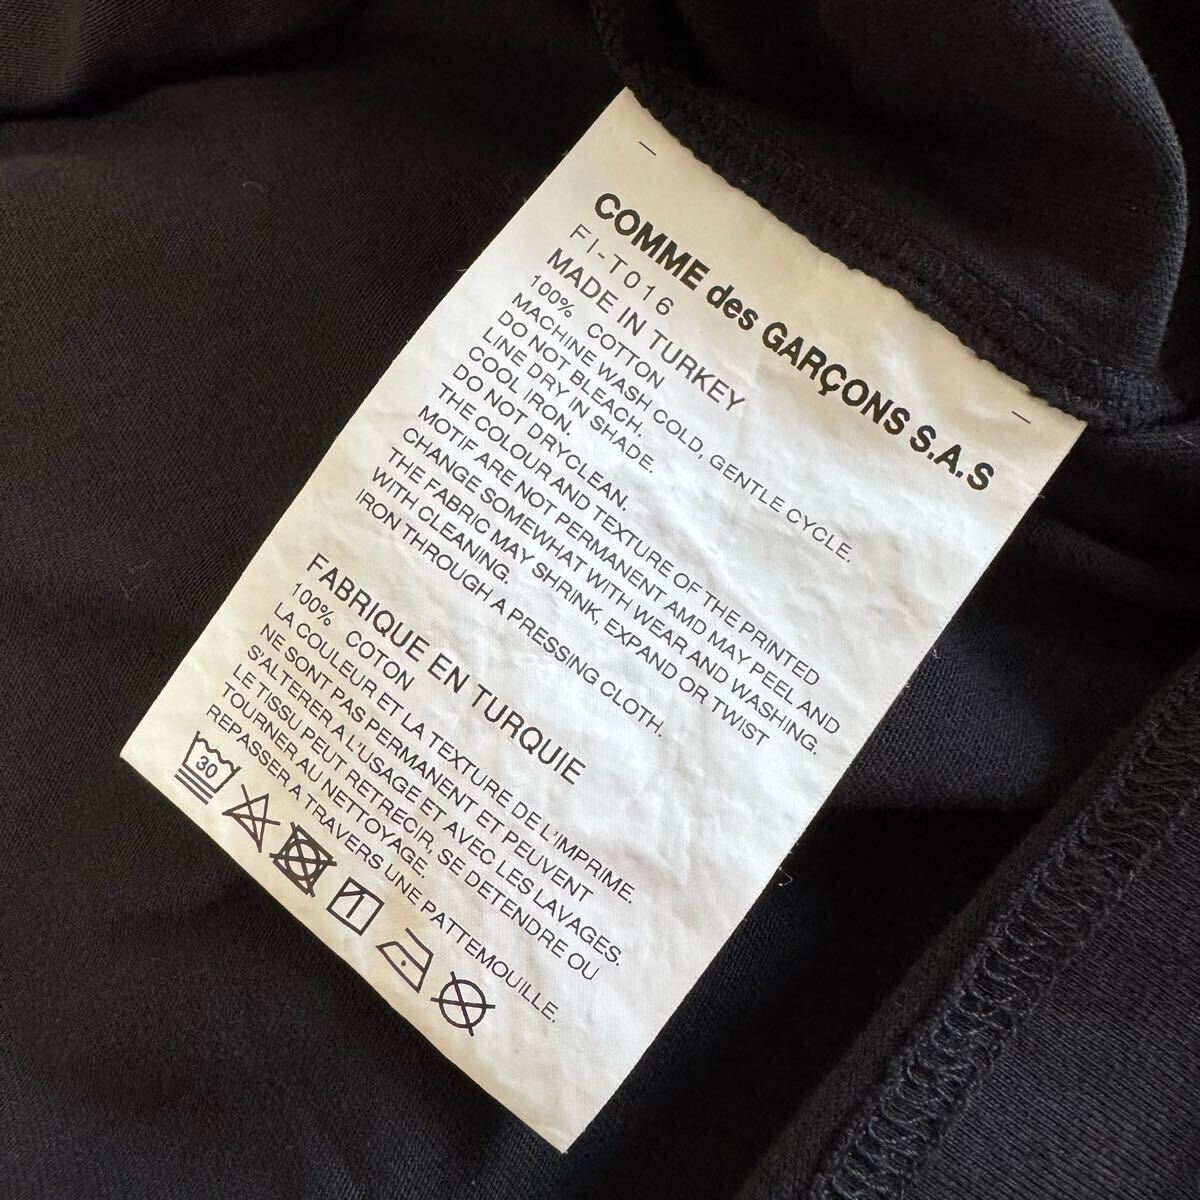 COMME des GARÇONS S.A.S
FI-T016
MADE IN TURKEY
100% COTTON
MACHINE WASH COLD, GENTLE CYCLE.
DO NOT BLEACH.
LINE DRY IN SHADE.
COOL IRON.
DO NOT DRYCLEAN.
THE COLOUR AND TEXTURE OF THE PRINTED
MOTIF ARE NOT PERMANENT AMD MAY PEEL AND
CHANGE SOMEWHAT WITH WEAR AND WASHING.
THE FABRIC MAY SHRINK, EXPAND OR TWIST
WITH CLEANING.
IRON THROUGH A PRESSING CLOTH.
FABRIQUE EN TURQUIE
100% COTON
LA COULEUR ET LA TEXTURE DE L'IMPRIME.
NE SONT PAS PERMANENT ET PEUVENT
S'ALTERER, A L'USAGE ET AVEC LES LAVAGES.
LE TISSU PEUT RETRECIR, SE DETENDRE OU
TOURNER AU NETTOYAGE.
REPASSER A TRAVERS UNE PATTEMOUILLE.
30